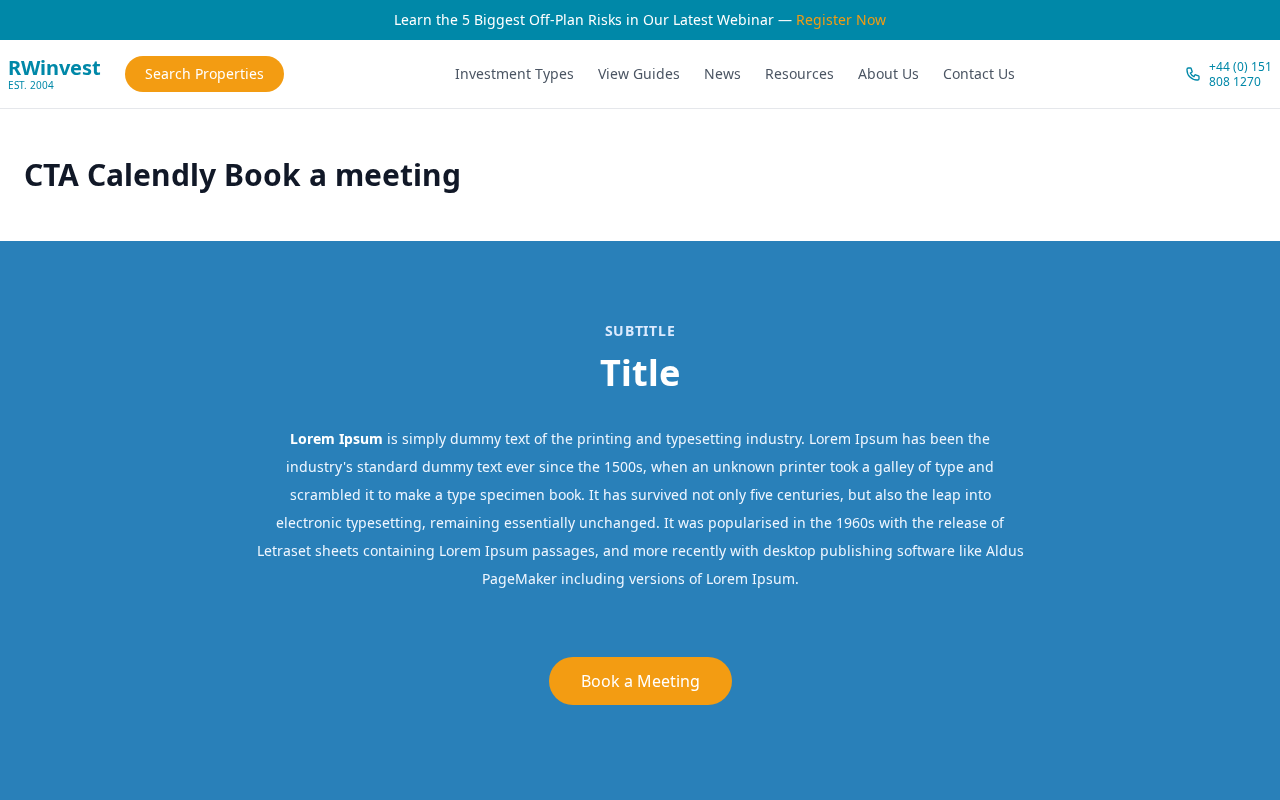 Learn the 5 Biggest Off-Plan Risks in Our Latest Webinar — Register Now
RWinvest
EST. 2004
Search Properties
Investment Types
View Guides
News
Resources
About Us
Contact Us
+44 (0) 151
808 1270
CTA Calendly Book a meeting
SUBTITLE
Title
Lorem Ipsum is simply dummy text of the printing and typesetting industry. Lorem Ipsum has been the
industry's standard dummy text ever since the 1500s, when an unknown printer took a galley of type and
scrambled it to make a type specimen book. It has survived not only five centuries, but also the leap into
electronic typesetting, remaining essentially unchanged. It was popularised in the 1960s with the release of
Letraset sheets containing Lorem Ipsum passages, and more recently with desktop publishing software like Aldus
PageMaker including versions of Lorem Ipsum.
Book a Meeting